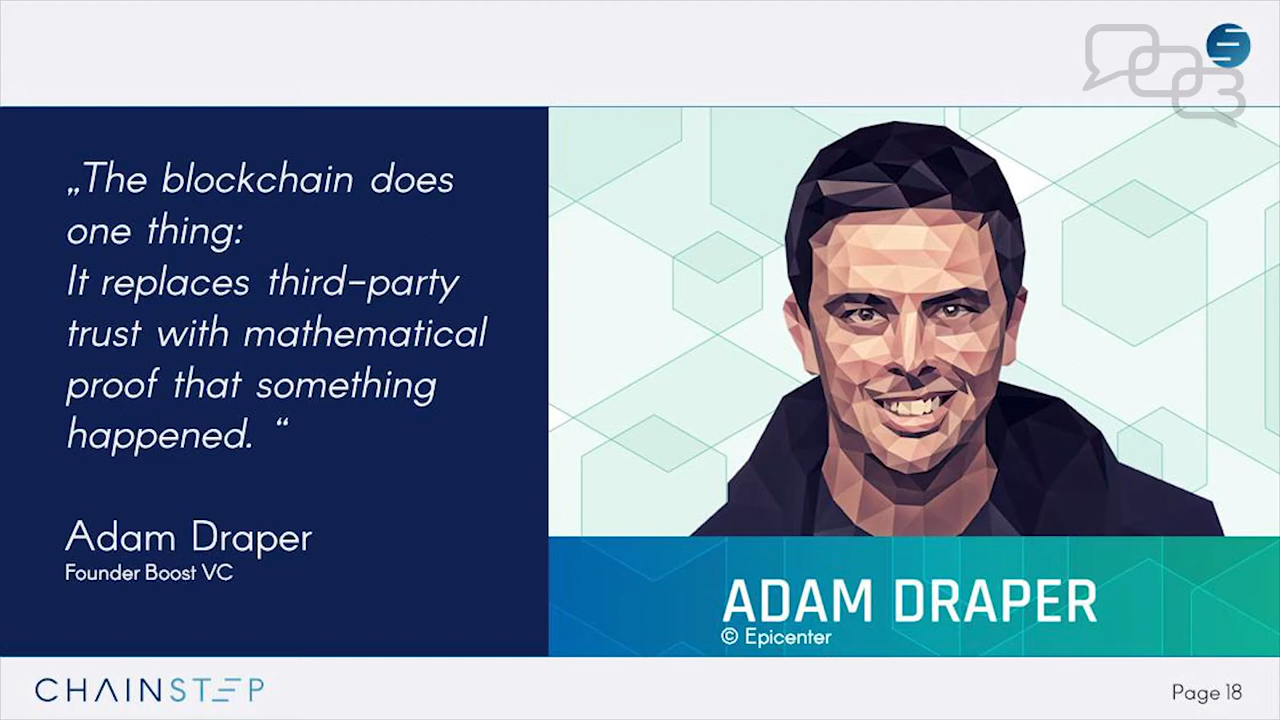 „The blockchain does
one thing:
It replaces third-party
trust with mathematical
proof that something
happened. “
Adam Draper
Founder Boost VC
ADAM DRAPER
© Epicenter
CHAINSTEP
Page 18